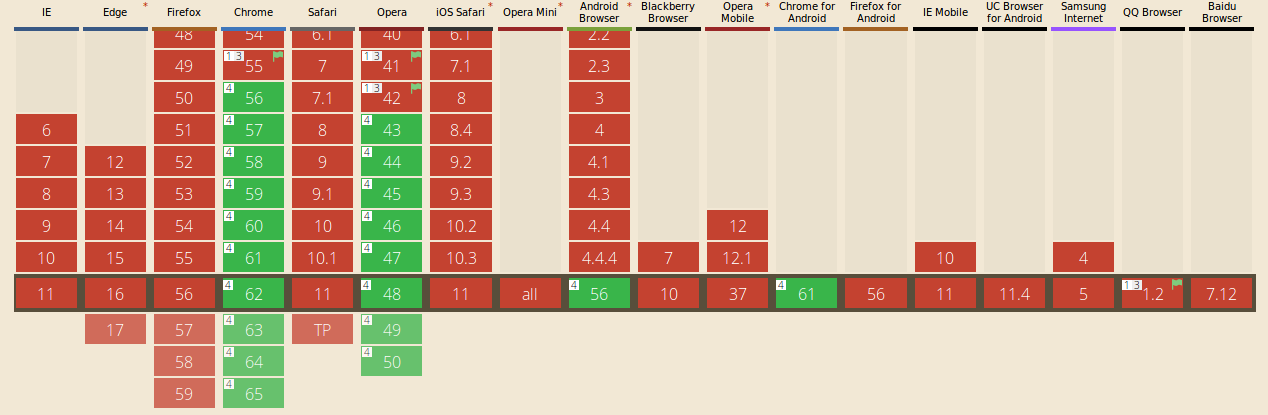 IE Edge * Firefox Chrome Safari Opera iOS Safari * Opera Mini * Android Browser * Blackberry Browser Opera Mobile * Chrome for Android Firefox for Android IE Mobile UC Browser for Android Samsung Internet QQ Browser Baidu Browser
48 54 6.1 40 6.1 2.2
49 1 3 55 7 1 3 41 7.1 2.3
50 4 56 7.1 1 3 42 8 3
6 51 4 57 8 4 43 8.4 4
7 12 52 4 58 9 4 44 9.2 4.1
8 13 53 4 59 9.1 4 45 9.3 4.3
9 14 54 4 60 10 4 46 10.2 4.4 12
10 15 55 4 61 10.1 4 47 10.3 4.4.4 7 12.1 10 4
11 16 56 4 62 11 4 48 11 all 4 56 10 37 4 61 56 11 11.4 5 1 3 1.2 7.12
17 57 4 63 TP 4 49
58 4 64 4 50
59 4 65